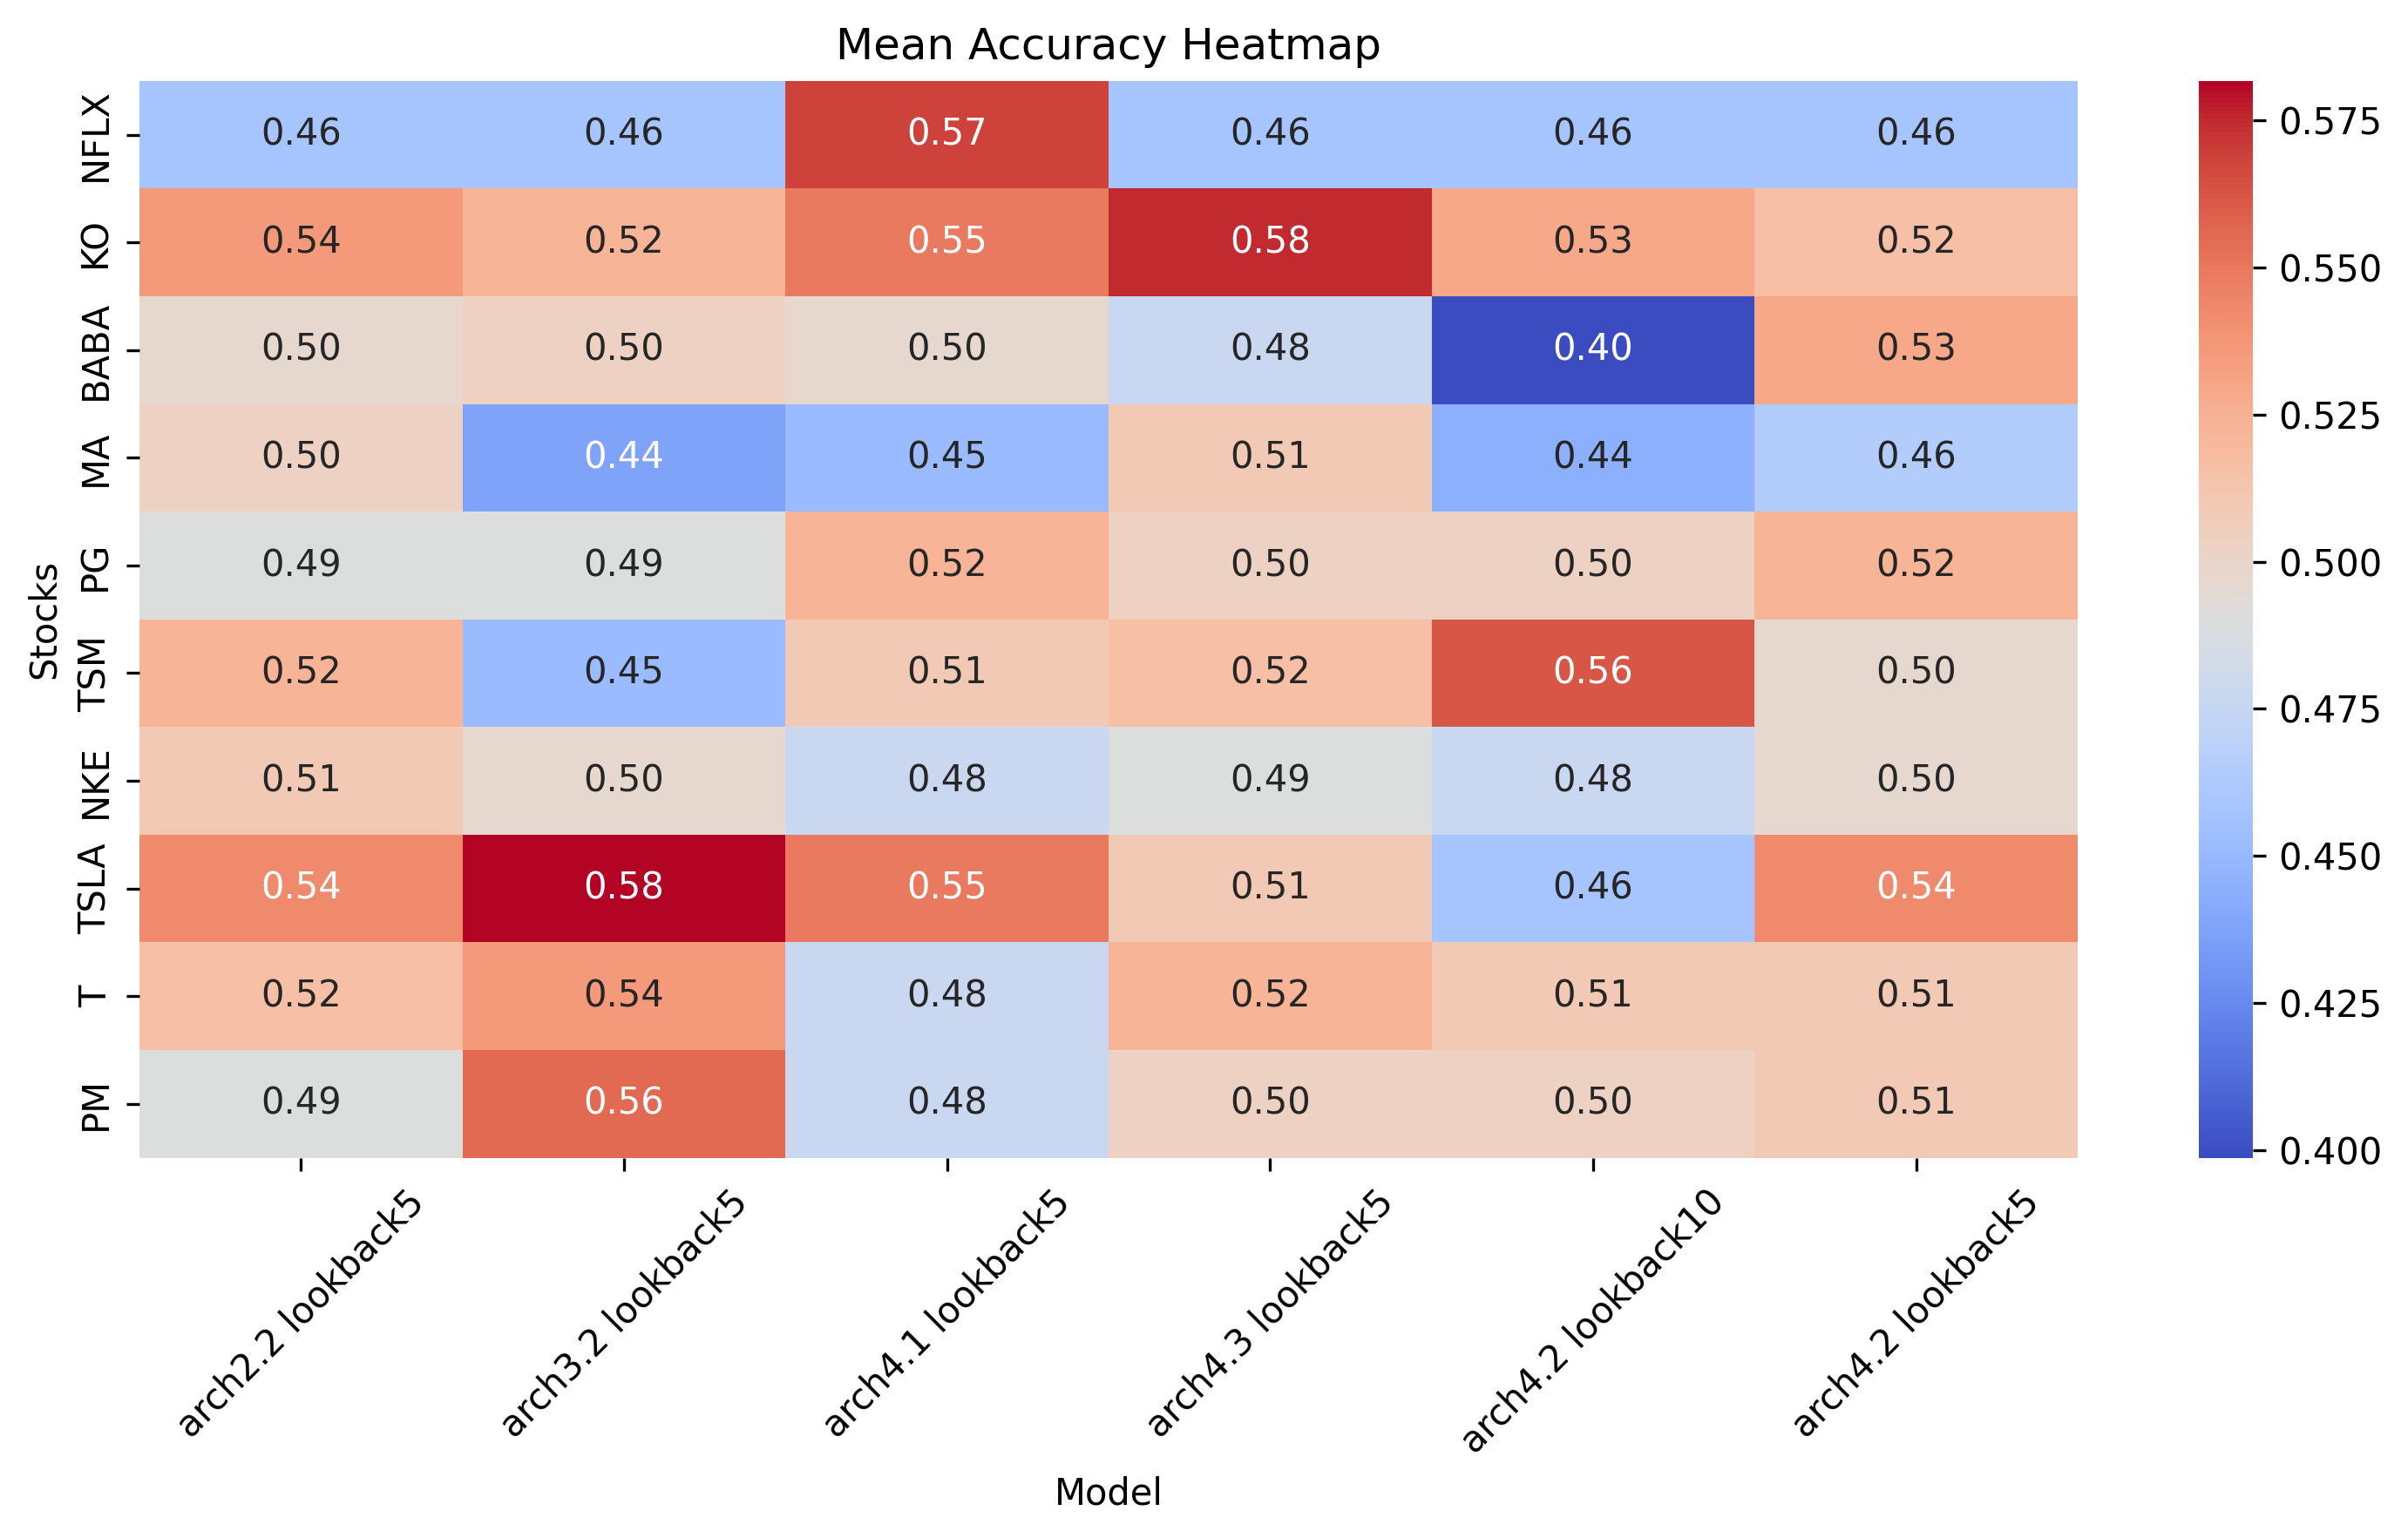 Mean Accuracy Heatmap
NFLX 0.46 0.46 0.57 0.46 0.46 0.46
KO 0.54 0.52 0.55 0.58 0.53 0.52
BABA 0.50 0.50 0.50 0.48 0.40 0.53
MA 0.50 0.44 0.45 0.51 0.44 0.46
PG 0.49 0.49 0.52 0.50 0.50 0.52
TSM 0.52 0.45 0.51 0.52 0.56 0.50
NKE 0.51 0.50 0.48 0.49 0.48 0.50
TSLA 0.54 0.58 0.55 0.51 0.46 0.54
T 0.52 0.54 0.48 0.52 0.51 0.51
PM 0.49 0.56 0.48 0.50 0.50 0.51
Stocks
arch2.2 lookback5
arch3.2 lookback5
arch4.1 lookback5
arch4.3 lookback5
arch4.2 lookback10
arch4.2 lookback5
Model
0.575
0.550
0.525
0.500
0.475
0.450
0.425
0.400